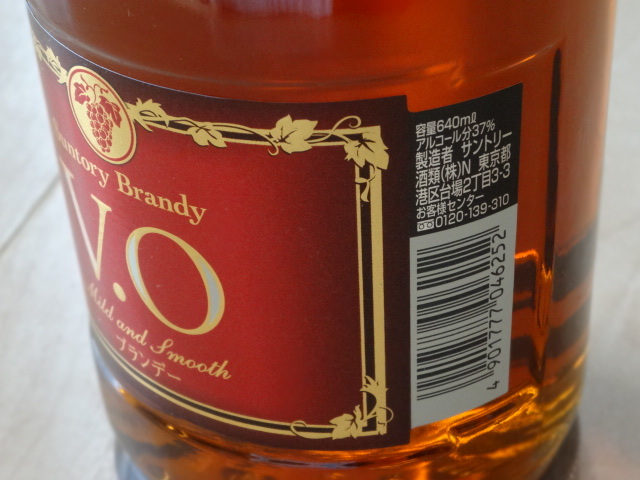 Suntory Brandy
V.O
Mild and Smooth
ブランデー
容量640mℓ
アルコール分37%
製造者 サントリー
酒類(株)N 東京都
港区台場2丁目3-3
お客様センター
0120-139-310
4 901777 046252